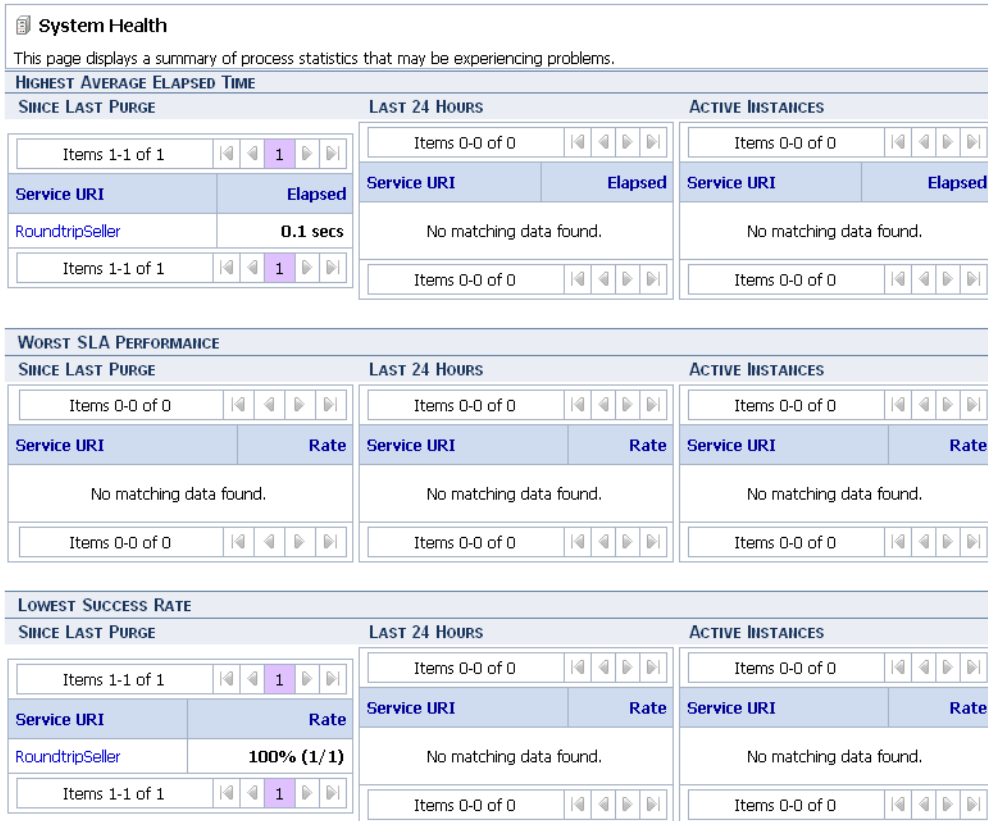 System Health
This page displays a summary of process statistics that may be experiencing problems.
HIGHEST AVERAGE ELAPSED TIME
SINCE LAST PURGE
Items 1-1 of 1 1
Service URI Elapsed
RoundtripSeller 0.1 secs
Items 1-1 of 1 1
LAST 24 HOURS
Items 0-0 of 0
Service URI Elapsed
No matching data found.
Items 0-0 of 0
ACTIVE INSTANCES
Items 0-0 of 0
Service URI Elapsed
No matching data found.
Items 0-0 of 0
WORST SLA PERFORMANCE
SINCE LAST PURGE
Items 0-0 of 0
Service URI Rate
No matching data found.
Items 0-0 of 0
LAST 24 HOURS
Items 0-0 of 0
Service URI Rate
No matching data found.
Items 0-0 of 0
ACTIVE INSTANCES
Items 0-0 of 0
Service URI Rate
No matching data found.
Items 0-0 of 0
LOWEST SUCCESS RATE
SINCE LAST PURGE
Items 1-1 of 1 1
Service URI Rate
RoundtripSeller 100% (1/1)
Items 1-1 of 1 1
LAST 24 HOURS
Items 0-0 of 0
Service URI Rate
No matching data found.
Items 0-0 of 0
ACTIVE INSTANCES
Items 0-0 of 0
Service URI Rate
No matching data found.
Items 0-0 of 0